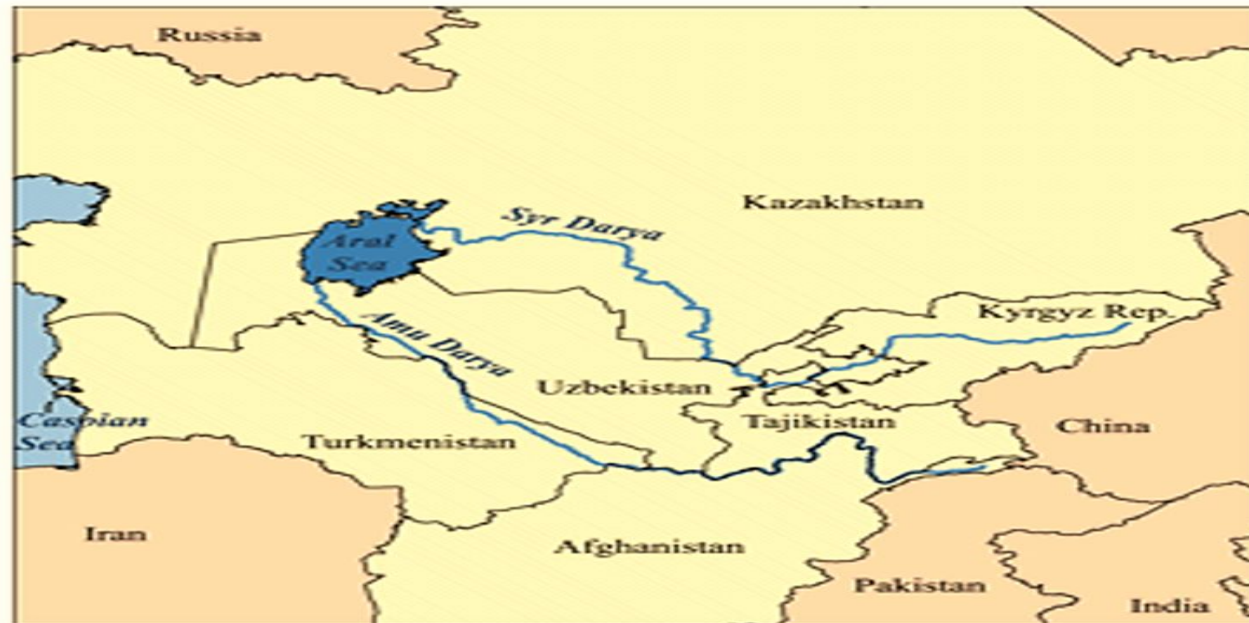 Russia
Kazakhstan
Syr Darya
Aral
Sea
Kyrgyz Rep.
Amu Darya
Uzbekistan
Caspian
Sea
Tajikistan
China
Turkmenistan
Iran
Afghanistan
Pakistan
India